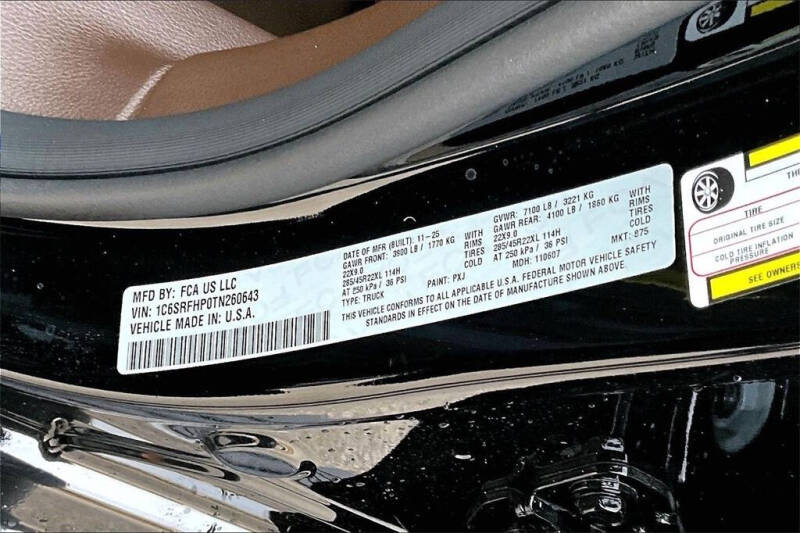 MFD BY: FCA US LLC
VIN: 1C6SRFHP0TN260643
VEHICLE MADE IN: U.S.A.
DATE OF MFR (BUILT): 11-25
GAWR FRONT: 3900 LB / 1770 KG WITH
22X9.0 RIMS
285/45R22XL 114H TIRES
AT 250 kPa / 36 PSI COLD
TYPE: TRUCK PAINT: PXJ
GVWR: 7100 LB / 3221 KG
GAWR REAR: 4100 LB / 1860 KG WITH
22X9.0 RIMS
285/45R22XL 114H TIRES
AT 250 kPa / 36 PSI COLD
MDH: 110607 MKT: 875
THIS VEHICLE CONFORMS TO ALL APPLICABLE U.S.A. FEDERAL MOTOR VEHICLE SAFETY
STANDARDS IN EFFECT ON THE DATE OF MANUFACTURE SHOWN ABOVE.
TIRE
ORIGINAL TIRE SIZE
COLD TIRE INFLATION
PRESSURE
SEE OWNERS